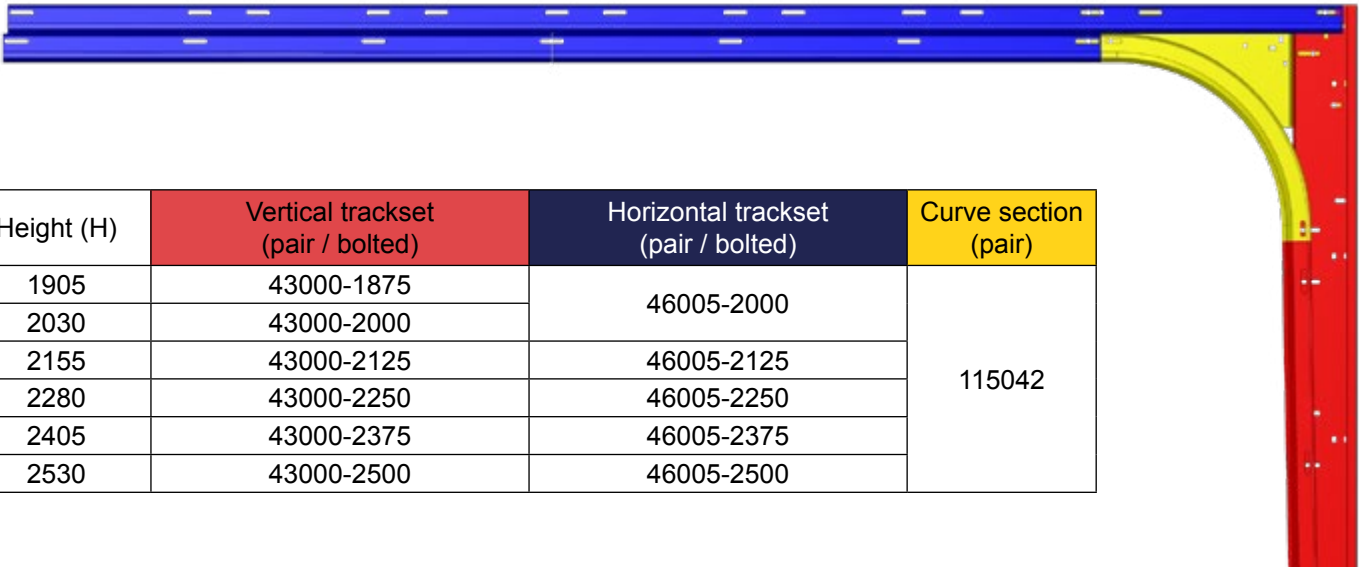 Height (H)
Vertical trackset
(pair / bolted)
Horizontal trackset
(pair / bolted)
Curve section
(pair)
1905
43000-1875
46005-2000
2030
43000-2000
2155
43000-2125
46005-2125
115042
2280
43000-2250
46005-2250
2405
43000-2375
46005-2375
2530
43000-2500
46005-2500